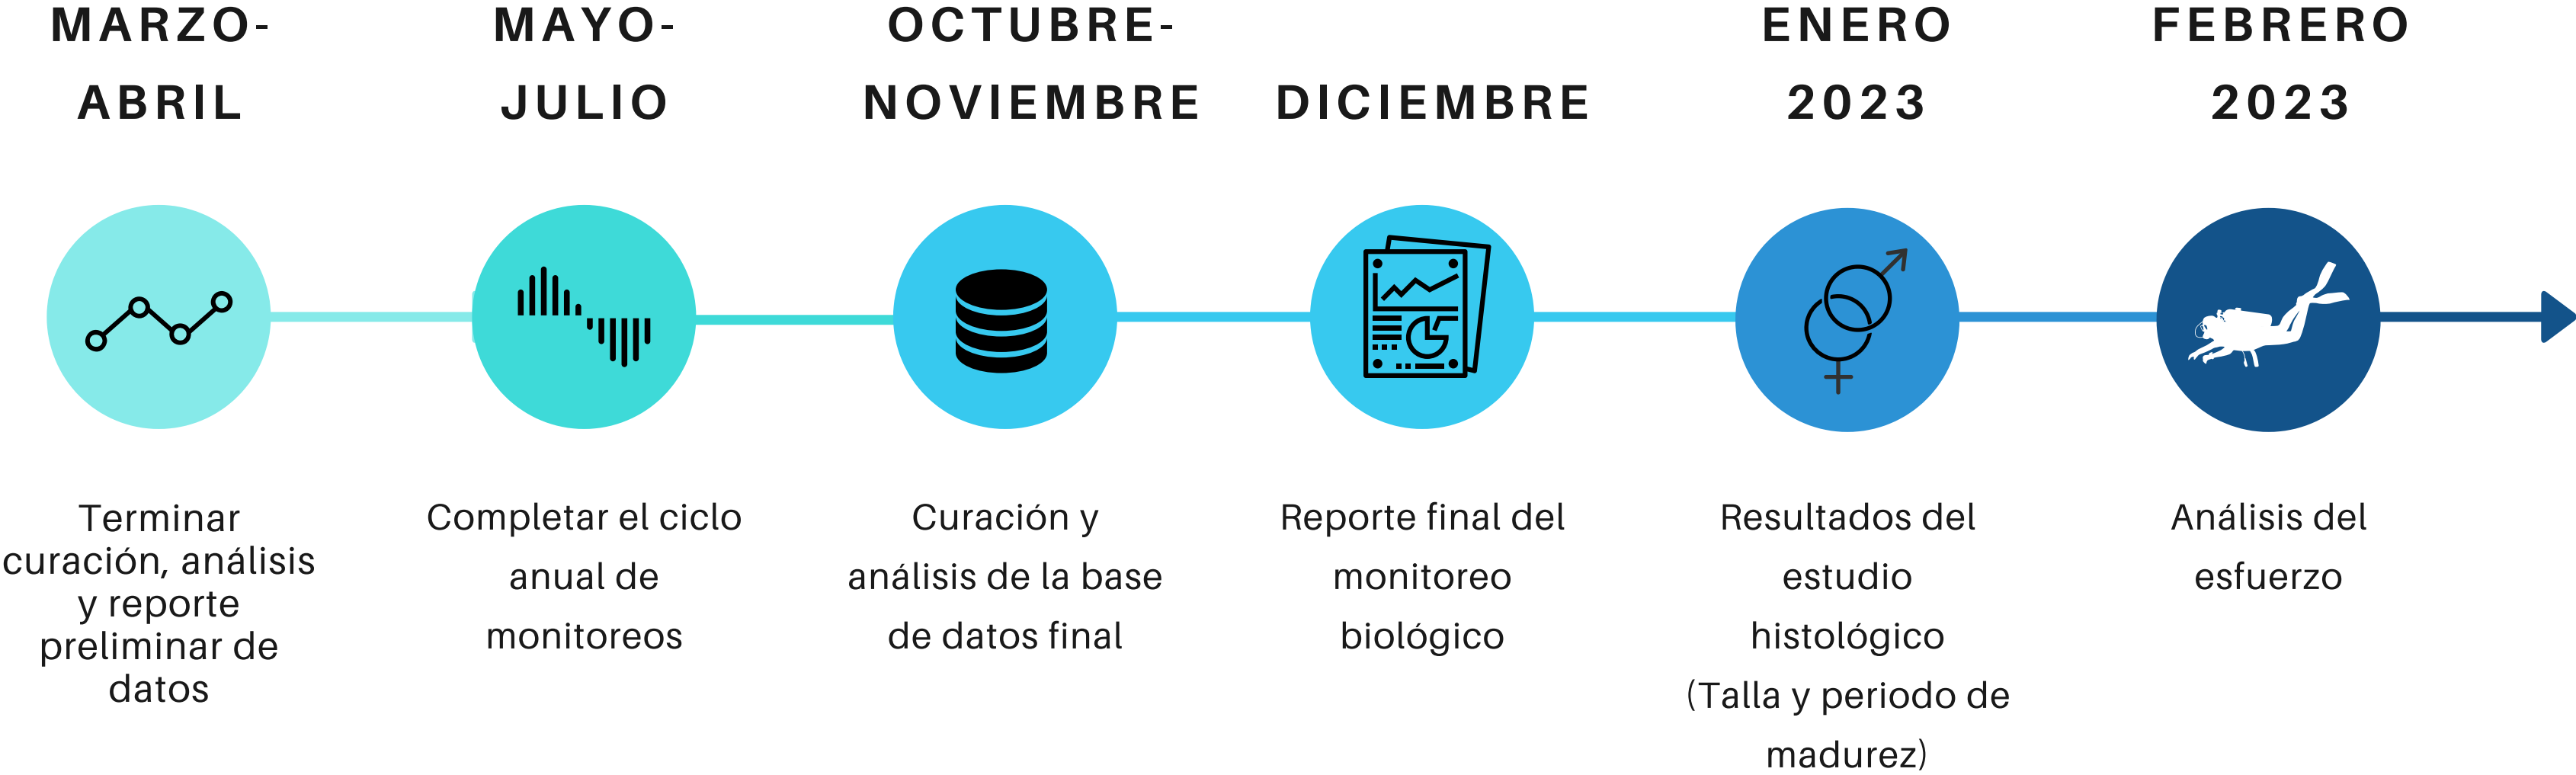 MARZO-
ABRIL
MAYO-
JULIO
OCTUBRE-
NOVIEMBRE
DICIEMBRE
ENERO
2023
FEBRERO
2023
Terminar
curación, análisis
y reporte
preliminar de
datos
Completar el ciclo
anual de
monitoreos
Curación y
análisis de la base
de datos final
Reporte final del
monitoreo
biológico
Resultados del
estudio
histológico
(Talla y periodo de
madurez)
Análisis del
esfuerzo